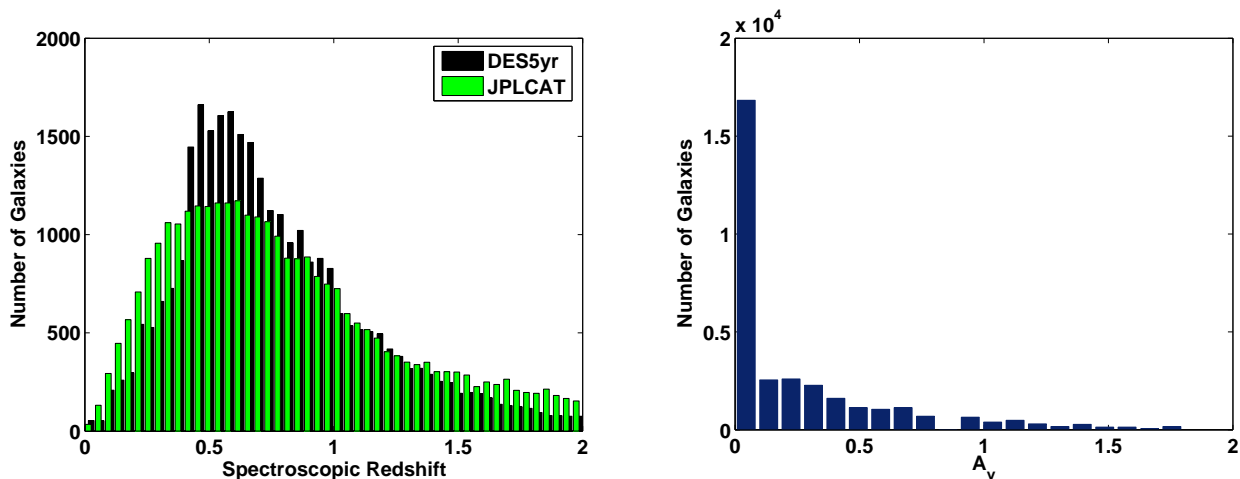 2000
1500
1000
500
0
Number of Galaxies
DES5yr
JPLCAT
0 0.5 1 1.5 2
Spectroscopic Redshift
2 x 10^4
1.5
1
0.5
0
Number of Galaxies
0 0.5 1 1.5 2
A_v